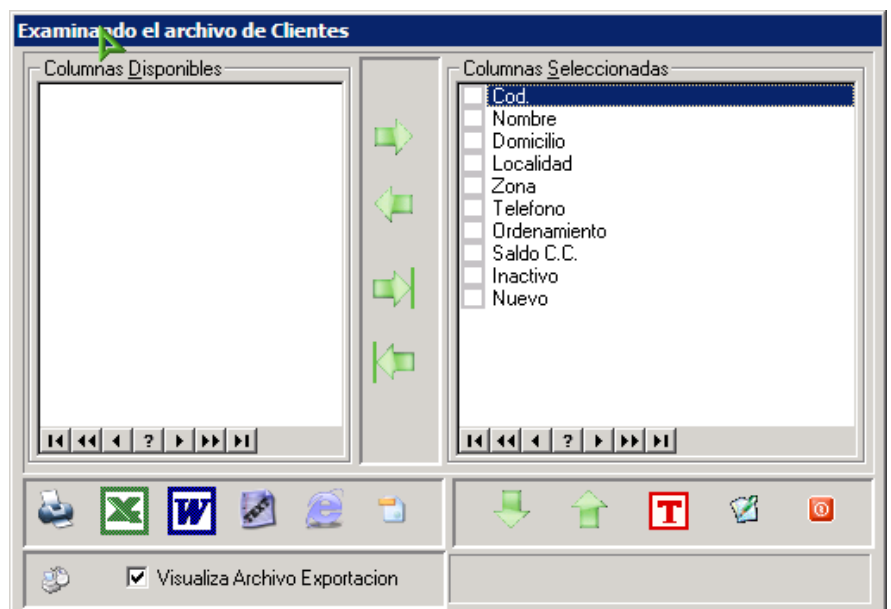 Examinando el archivo de Clientes
Columnas Disponibles
Columnas Seleccionadas
Cod.
Nombre
Domicilio
Localidad
Zona
Telefono
Ordenamiento
Saldo C.C.
Inactivo
Nuevo
?
?
X
W
T
Visualiza Archivo Exportacion